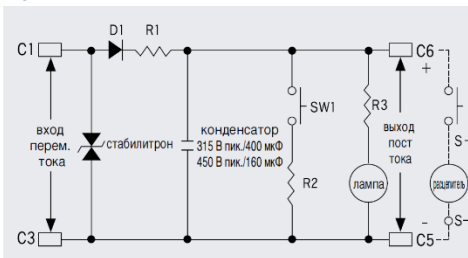 D1
R1
C1
C6
+
SW1
R3
S-
вход
перем.
тока
стабилитрон
конденсатор
315 В пик./400 мкФ
450 В пик./160 мкФ
выход
пост
тока
R2
лампа
расцепитель
-
S-
C3
C5